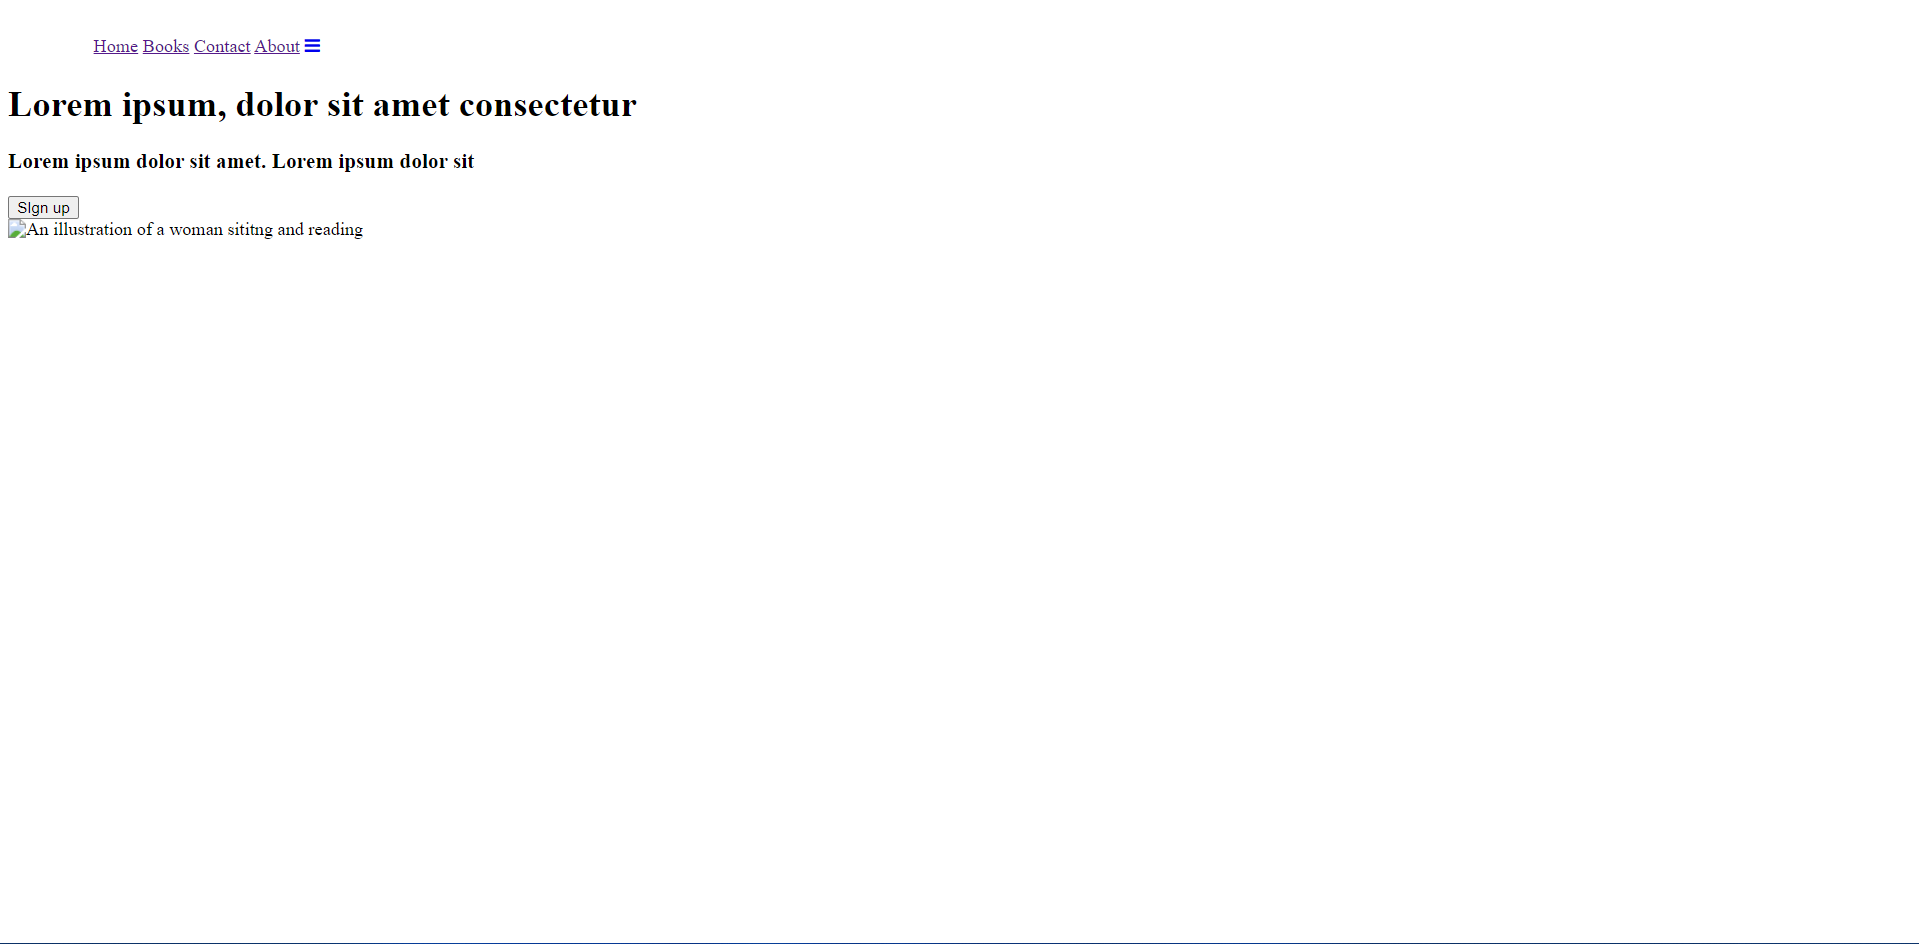 Home Books Contact About
Lorem ipsum, dolor sit amet consectetur
Lorem ipsum dolor sit amet. Lorem ipsum dolor sit
SIgn up
An illustration of a woman sititng and reading